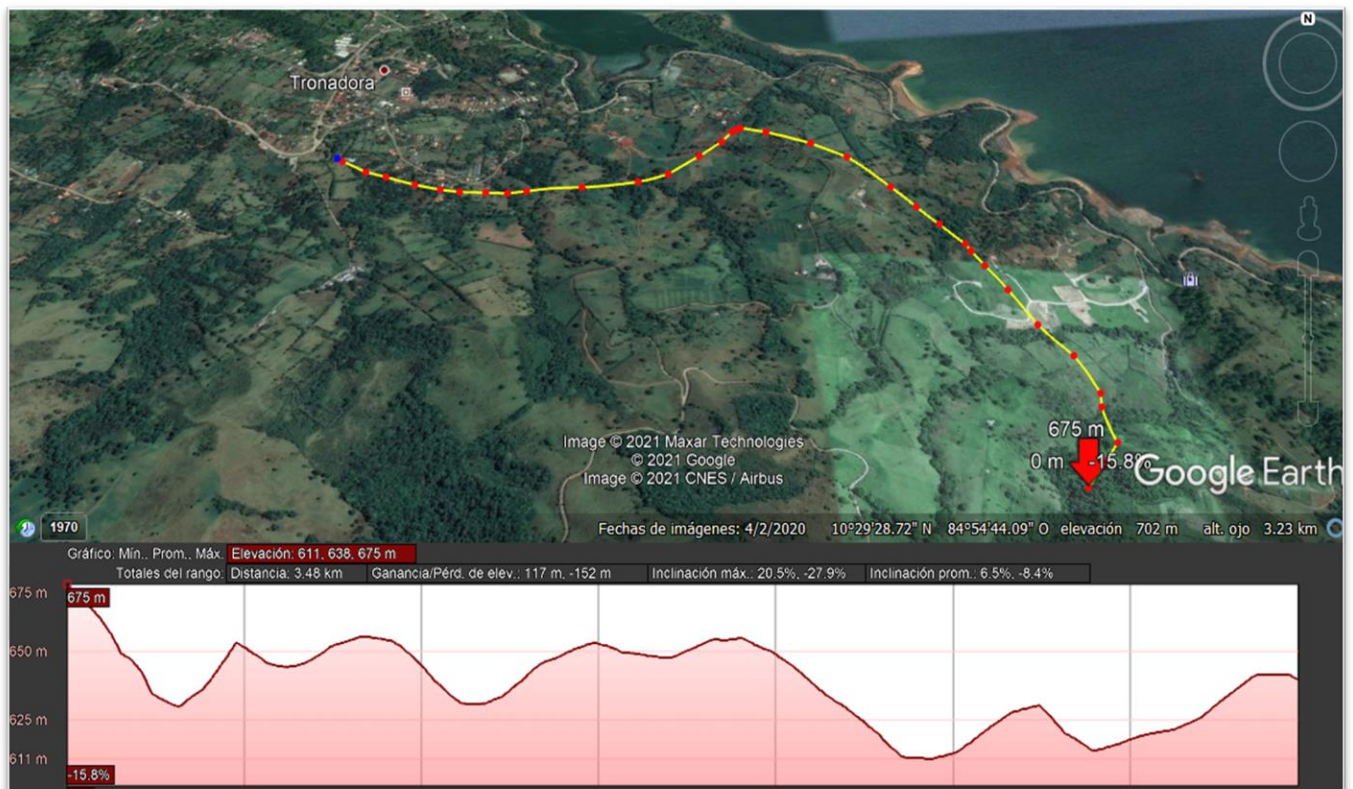 N
Tronadora
675 m
0 m -15.8%
Image © 2021 Maxar Technologies
© 2021 Google
Image © 2021 CNES / Airbus
Google Earth
1970
Fechas de imágenes: 4/2/2020 10°29'28.72" N 84°54'44.09" O elevación 702 m alt. ojo 3.23 km
Gráfico: Mín., Prom., Máx. Elevación: 611, 638, 675 m
Totales del rango: Distancia: 3.48 km Ganancia/Pérd. de elev.: 117 m, -152 m Inclinación máx.: 20.5%, -27.9% Inclinación prom.: 6.5%, -8.4%
675 m
675 m
650 m
625 m
611 m
-15.8%